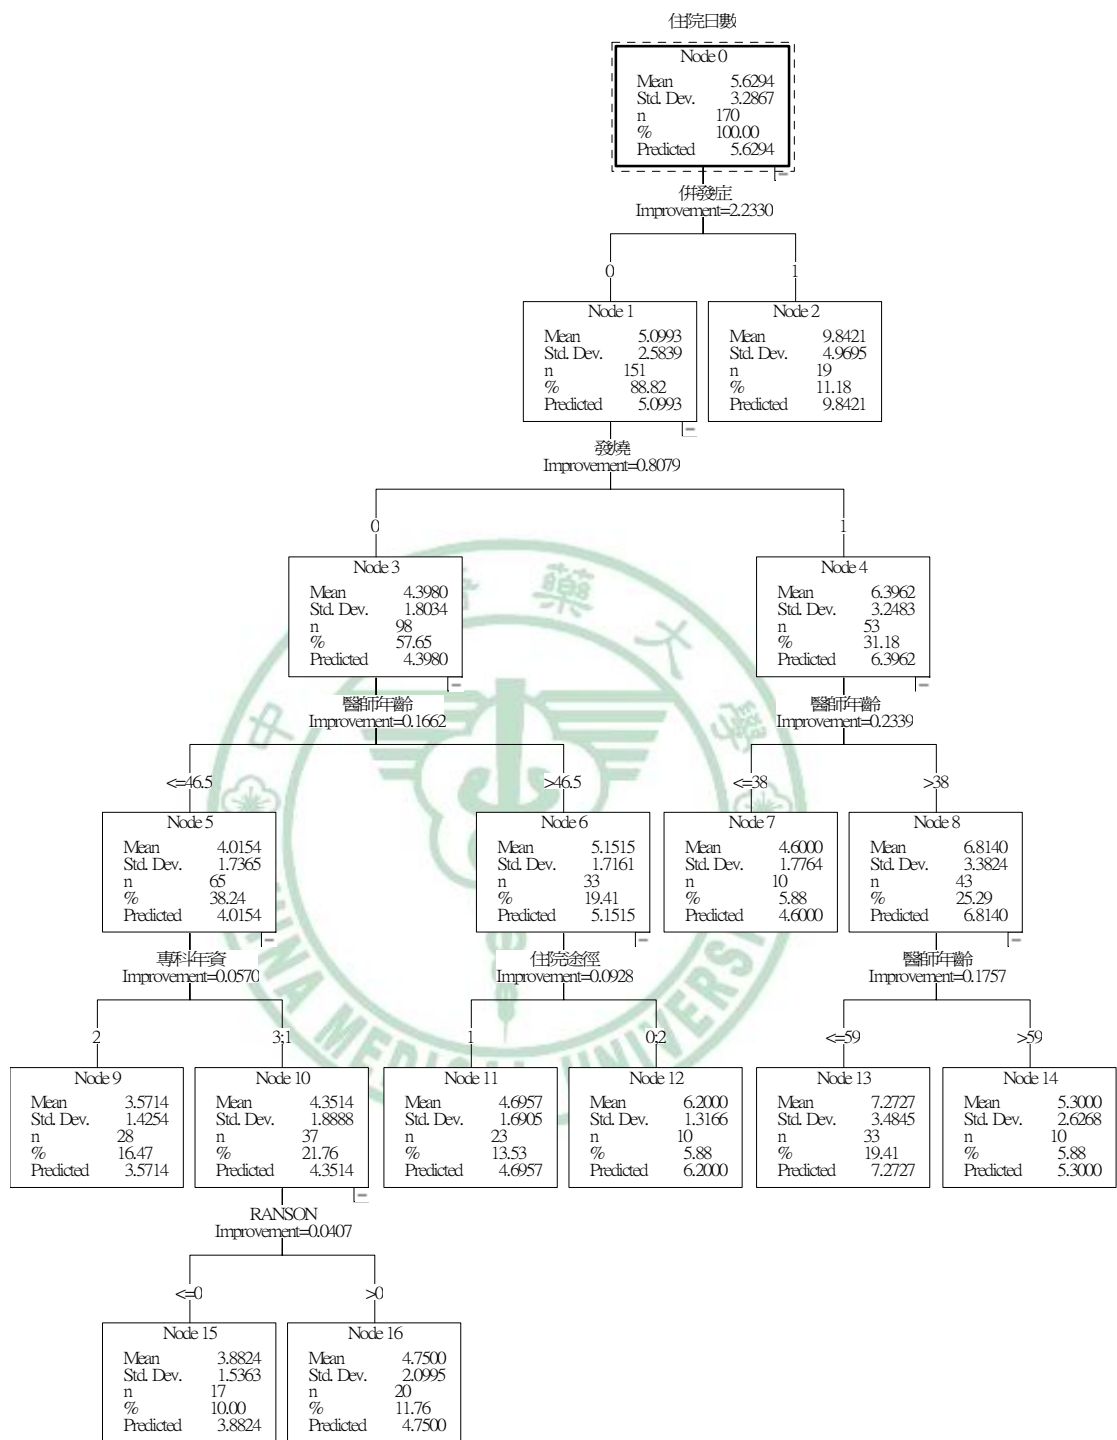 住院日數
Node 0
Mean 5.6294
Std. Dev. 3.2867
n 170
% 100.00
Predicted 5.6294
併發症
Improvement=2.2330
0
1
Node 1
Mean 5.0993
Std. Dev. 2.5839
n 151
% 88.82
Predicted 5.0993
Node 2
Mean 9.8421
Std. Dev. 4.9695
n 19
% 11.18
Predicted 9.8421
發燒
Improvement=0.8079
0
1
Node 3
Mean 4.3980
Std. Dev. 1.8034
n 98
% 57.65
Predicted 4.3980
Node 4
Mean 6.3962
Std. Dev. 3.2483
n 53
% 31.18
Predicted 6.3962
醫師年齡
Improvement=0.1662
醫師年齡
Improvement=0.2339
<=46.5
>46.5
<=38
>38
Node 5
Mean 4.0154
Std. Dev. 1.7365
n 65
% 38.24
Predicted 4.0154
Node 6
Mean 5.1515
Std. Dev. 1.7161
n 33
% 19.41
Predicted 5.1515
Node 7
Mean 4.6000
Std. Dev. 1.7764
n 10
% 5.88
Predicted 4.6000
Node 8
Mean 6.8140
Std. Dev. 3.3824
n 43
% 25.29
Predicted 6.8140
專科年資
Improvement=0.0570
住院途徑
Improvement=0.0928
醫師年齡
Improvement=0.1757
2
3;1
1
0;2
<=59
>59
Node 9
Mean 3.5714
Std. Dev. 1.4254
n 28
% 16.47
Predicted 3.5714
Node 10
Mean 4.3514
Std. Dev. 1.8888
n 37
% 21.76
Predicted 4.3514
Node 11
Mean 4.6957
Std. Dev. 1.6905
n 23
% 13.53
Predicted 4.6957
Node 12
Mean 6.2000
Std. Dev. 1.3166
n 10
% 5.88
Predicted 6.2000
Node 13
Mean 7.2727
Std. Dev. 3.4845
n 33
% 19.41
Predicted 7.2727
Node 14
Mean 5.3000
Std. Dev. 2.6268
n 10
% 5.88
Predicted 5.3000
RANSON
Improvement=0.0407
<=0
>0
Node 15
Mean 3.8824
Std. Dev. 1.5363
n 17
% 10.00
Predicted 3.8824
Node 16
Mean 4.7500
Std. Dev. 2.0995
n 20
% 11.76
Predicted 4.7500
中 藥 大 學
MEDICAL